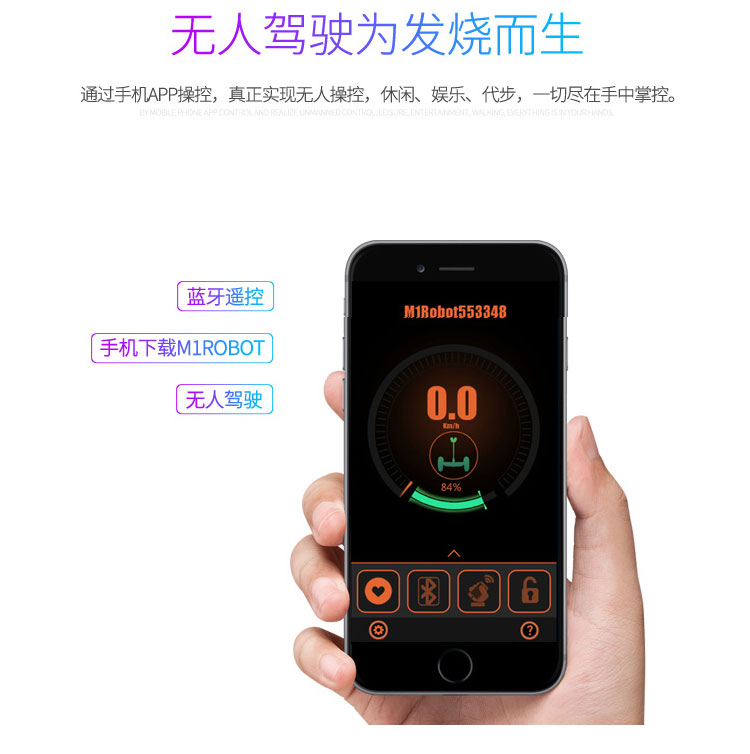 无人驾驶为发烧而生
通过手机APP操控，真正实现无人操控，休闲、娱乐、代步，一切尽在手中掌控。
BY MOBILE PHONE APP CONTROL AND REALIZE UNMANNED CONTROL, LEISURE, ENTERTAINMENT, WALKING, EVERYTHING IS IN YOUR HANDS.
蓝牙遥控
手机下载M1ROBOT
无人驾驶
M1Robot553348
0.0
Km/h
84%
?